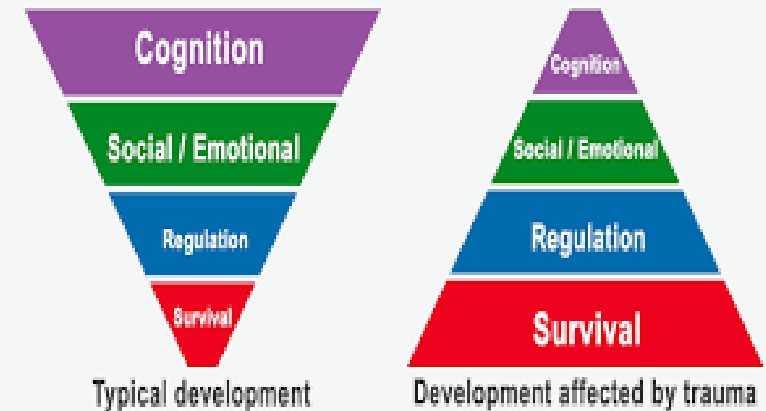 Cognition
Social / Emotional
Regulation
Survival
Typical development
Cognition
Social / Emotional
Regulation
Survival
Development affected by trauma